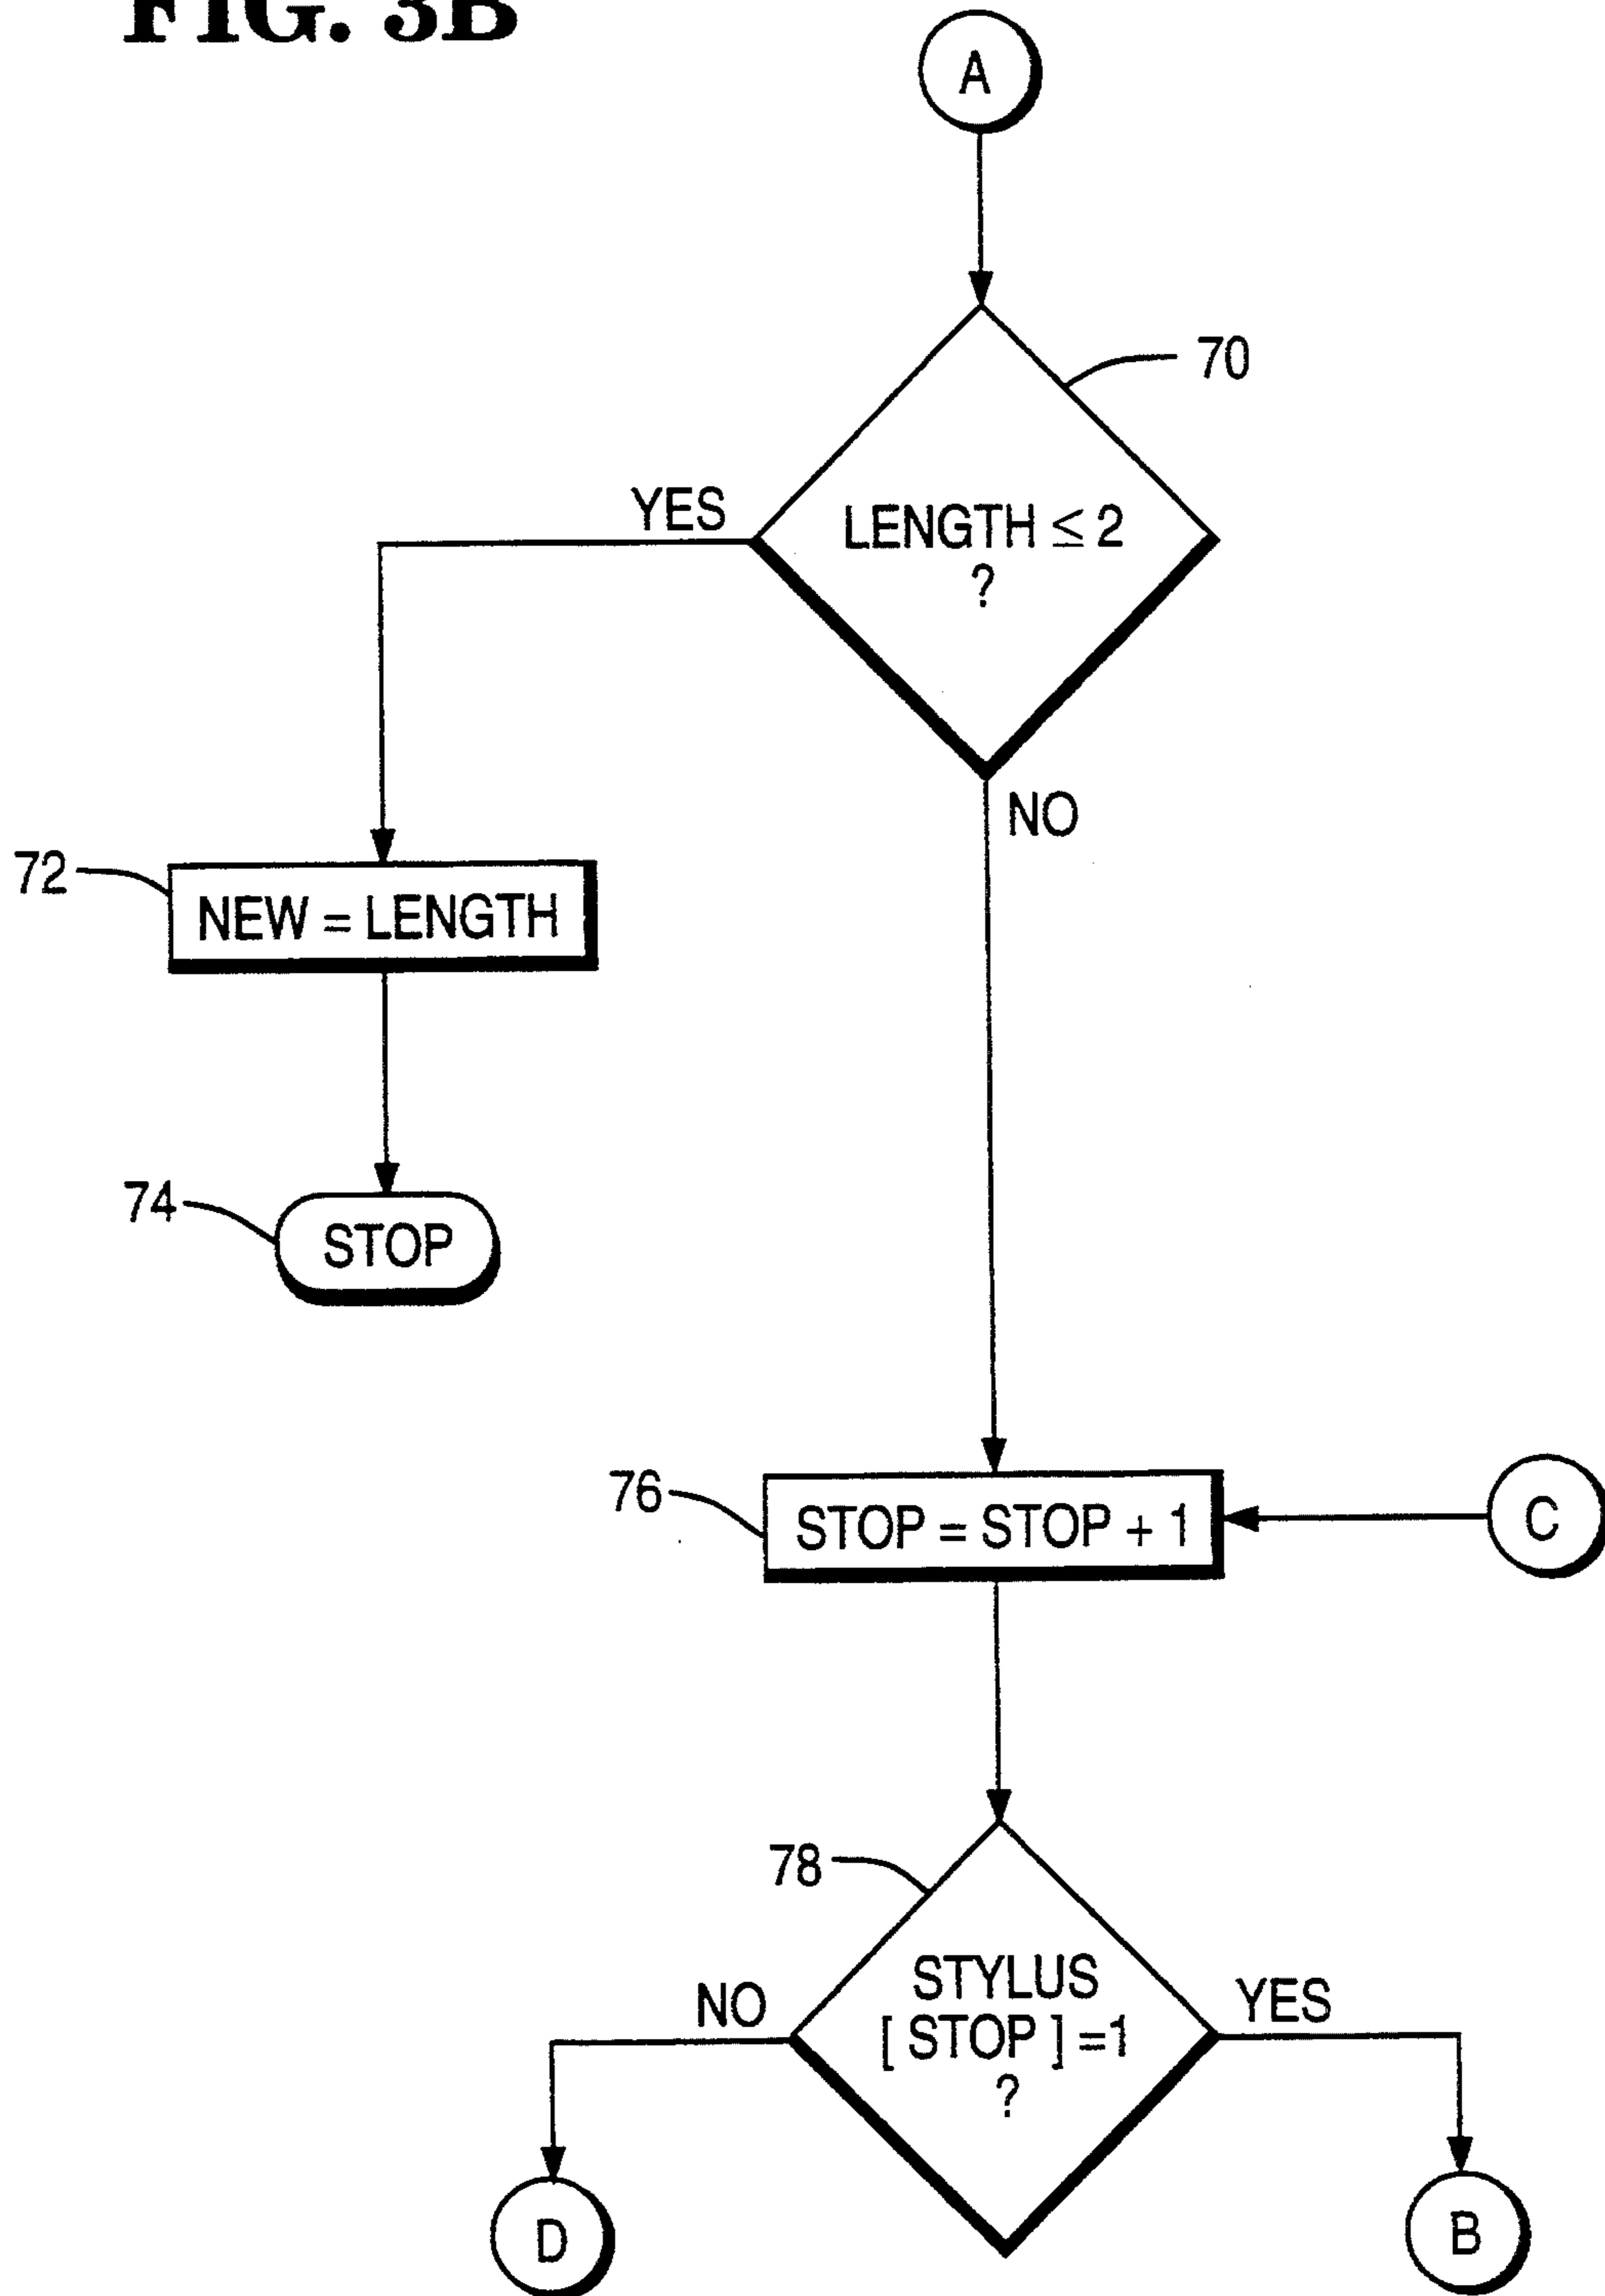 FIG. 3B
A
70
YES
LENGTH ≤ 2
?
NO
72
NEW = LENGTH
74
STOP
76
STOP = STOP + 1
C
78
STYLUS
[ STOP ] =1
?
NO
YES
D
B